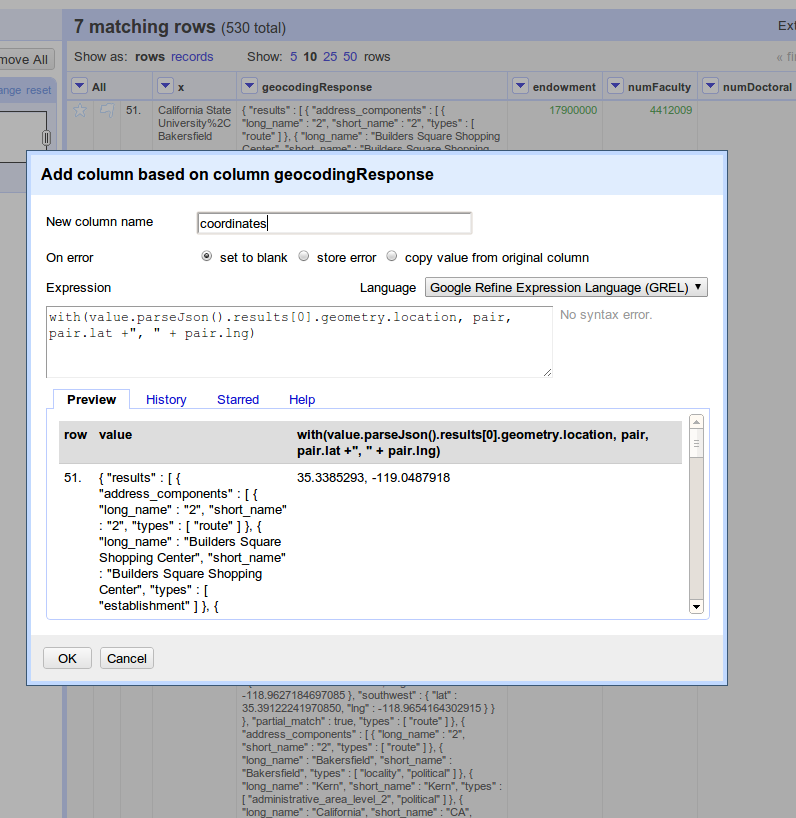 7 matching rows (530 total)
Ext
move All
Show as: rows records Show: 5 10 25 50 rows
« fi
ange reset
All x geocodingResponse endowment numFaculty numDoctoral
51. California State { "results" : [ { "address_components" : [ { 17900000 4412009
University%2C "long_name" : "2", "short_name" : "2", "types" : [
Bakersfield "route" ] }, { "long_name" : "Builders Square Shopping
Center", "short_name" : "Builders Square Shopping
Add column based on column geocodingResponse
New column name coordinates
On error set to blank store error copy value from original column
Expression Language Google Refine Expression Language (GREL)
with(value.parseJson().results[0].geometry.location, pair, No syntax error.
pair.lat +", " + pair.lng)
Preview History Starred Help
row value with(value.parseJson().results[0].geometry.location, pair,
pair.lat +", " + pair.lng)
51. { "results" : [ { 35.3385293, -119.0487918
"address_components" : [ {
"long_name" : "2", "short_name"
: "2", "types" : [ "route" ] }, {
"long_name" : "Builders Square
Shopping Center", "short_name"
: "Builders Square Shopping
Center", "types" : [
"establishment" ] }, {
OK Cancel
-118.9627184697085 }, "southwest" : { "lat" :
35.39122241970850, "lng" : -118.9654164302915 } }
}, "partial_match" : true, "types" : [ "route" ] }, {
"address_components" : [ { "long_name" : "2",
"short_name" : "2", "types" : [ "route" ] }, {
"long_name" : "Bakersfield", "short_name" :
"Bakersfield", "types" : [ "locality", "political" ] }, {
"long_name" : "Kern", "short_name" : "Kern", "types" :
[ "administrative_area_level_2", "political" ] }, {
"long_name" : "California", "short_name" : "CA",